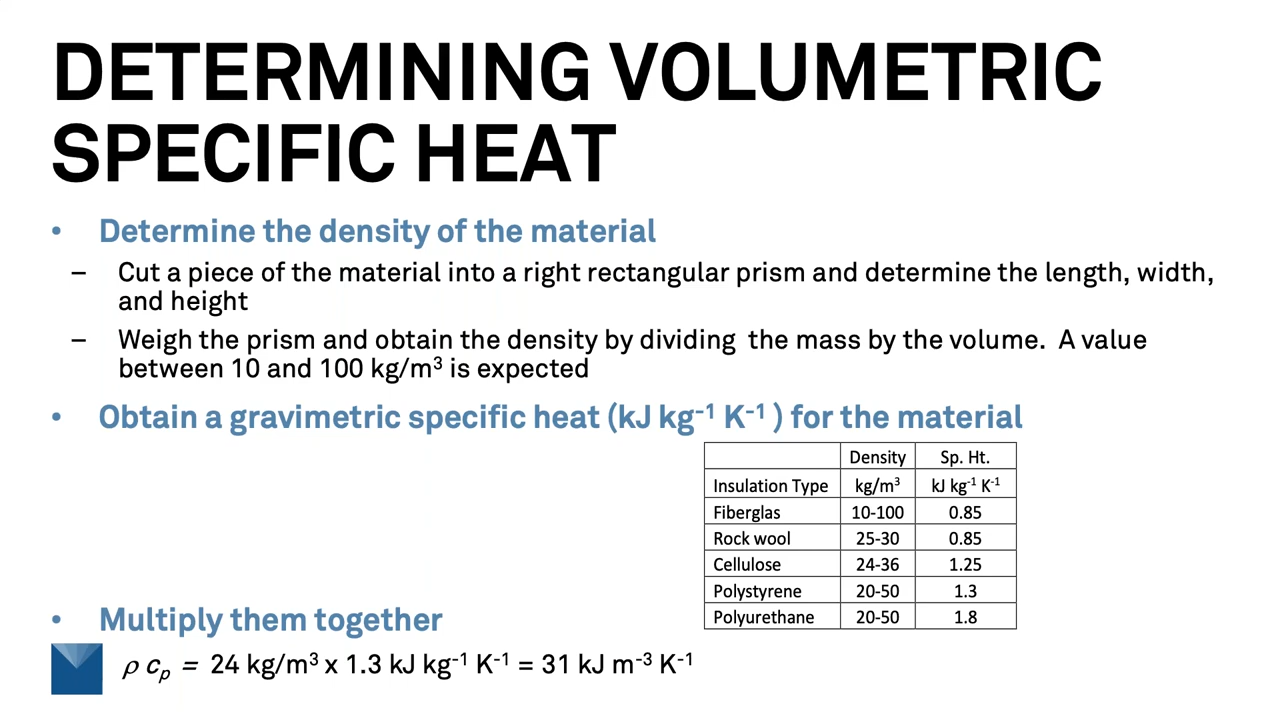 DETERMINING VOLUMETRIC
SPECIFIC HEAT
• Determine the density of the material
– Cut a piece of the material into a right rectangular prism and determine the length, width,
and height
– Weigh the prism and obtain the density by dividing  the mass by the volume.  A value
between 10 and 100 kg/m³ is expected
• Obtain a gravimetric specific heat (kJ kg⁻¹ K⁻¹ ) for the material
Density Sp. Ht.
Insulation Type kg/m³ kJ kg⁻¹ K⁻¹
Fiberglas 10-100 0.85
Rock wool 25-30 0.85
Cellulose 24-36 1.25
Polystyrene 20-50 1.3
Polyurethane 20-50 1.8
• Multiply them together
ρ cₚ = 24 kg/m³ x 1.3 kJ kg⁻¹ K⁻¹ = 31 kJ m⁻³ K⁻¹